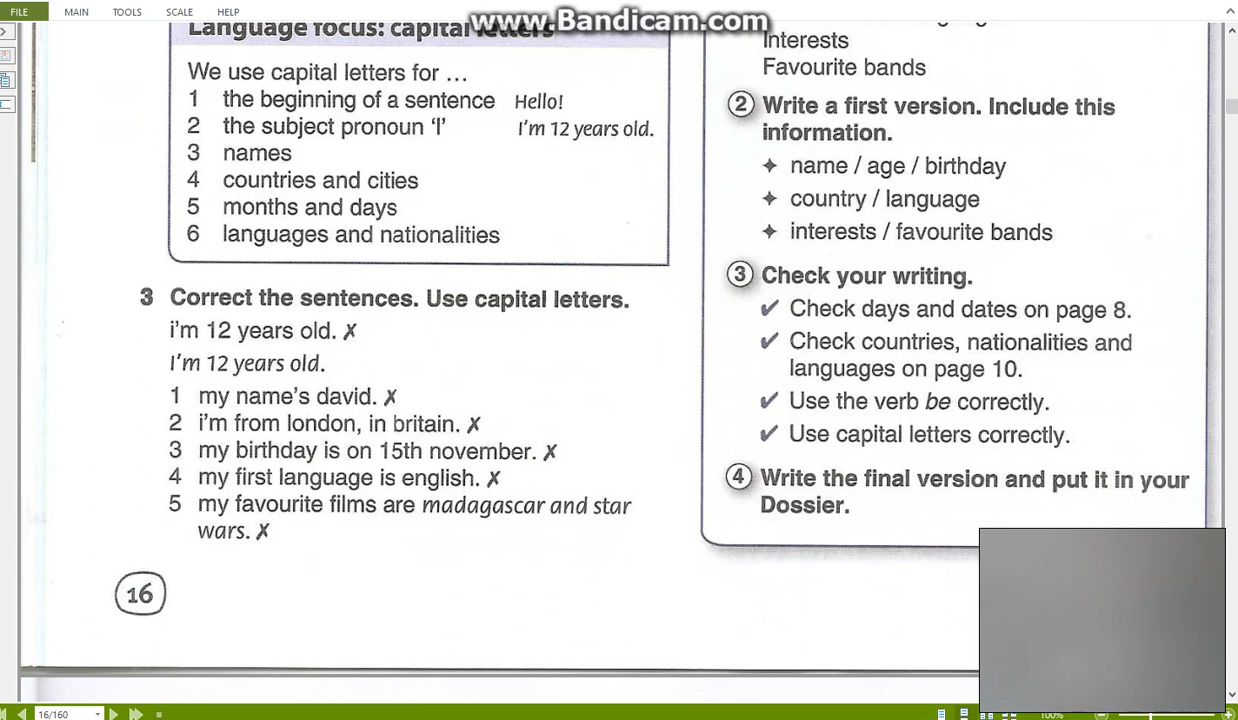 FILE MAIN TOOLS SCALE HELP
www.Bandicam.com
Language focus: capital letters
We use capital letters for …
1 the beginning of a sentence Hello!
2 the subject pronoun ‘I’ I’m 12 years old.
3 names
4 countries and cities
5 months and days
6 languages and nationalities
3 Correct the sentences. Use capital letters.
i’m 12 years old. ✗
I’m 12 years old.
1 my name’s david. ✗
2 i’m from london, in britain. ✗
3 my birthday is on 15th november. ✗
4 my first language is english. ✗
5 my favourite films are madagascar and star
wars. ✗
16
Interests
Favourite bands
2 Write a first version. Include this
information.
✦ name / age / birthday
✦ country / language
✦ interests / favourite bands
3 Check your writing.
✔ Check days and dates on page 8.
✔ Check countries, nationalities and
languages on page 10.
✔ Use the verb be correctly.
✔ Use capital letters correctly.
4 Write the final version and put it in your
Dossier.
16/160
100%